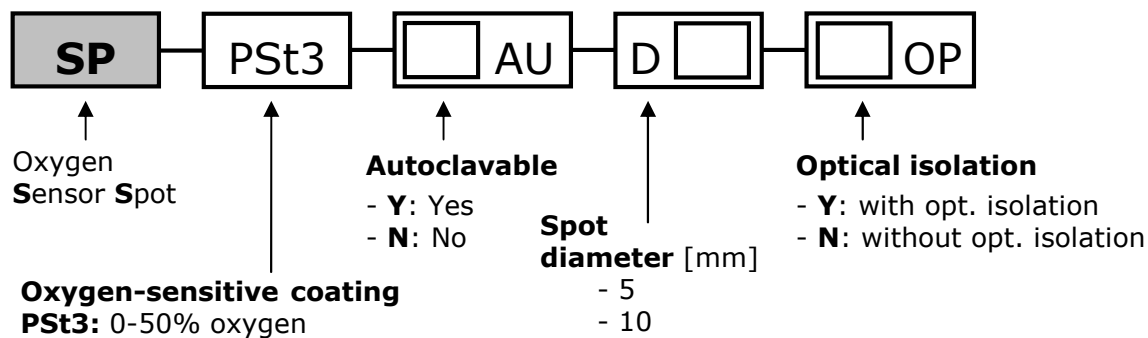 SP PSt3 AU D OP
Oxygen
Sensor Spot
Autoclavable
- Y: Yes
- N: No
Spot
diameter [mm]
- 5
- 10
Optical isolation
- Y: with opt. isolation
- N: without opt. isolation
Oxygen-sensitive coating
PSt3: 0-50% oxygen